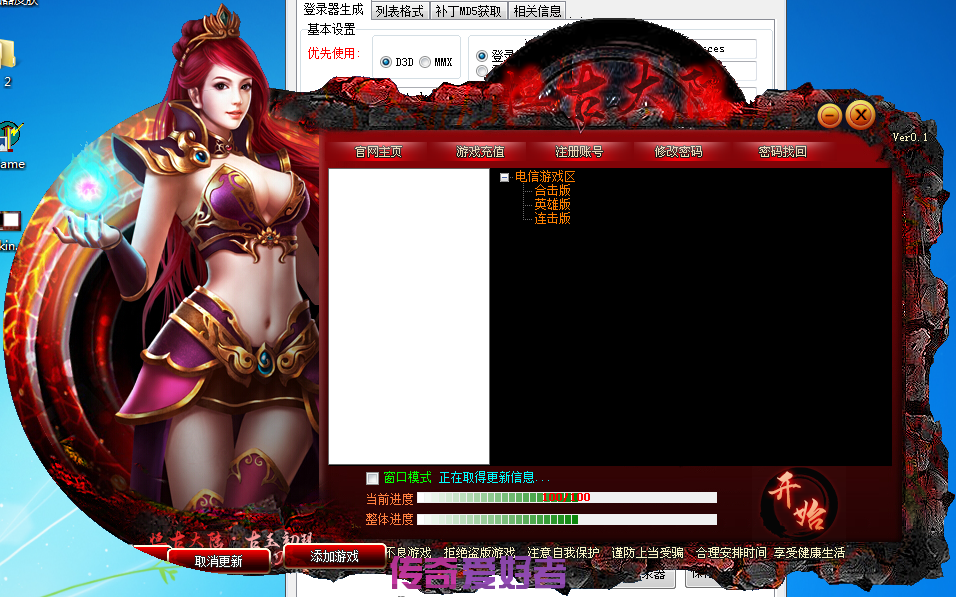 登录器生成 列表格式 补丁MD5获取 相关信息
基本设置
优先使用: D3D MMX 登录
2
Ver0.1
官网主页 游戏充值 注册账号 修改密码 密码找回
电信游戏区
合击版
英雄版
连击版
窗口模式 正在取得更新信息...
当前进度 100/100
整体进度
开始
取消更新 添加游戏
不良游戏 拒绝盗版游戏 注意自我保护 谨防上当受骗 合理安排时间 享受健康生活
传奇爱好者